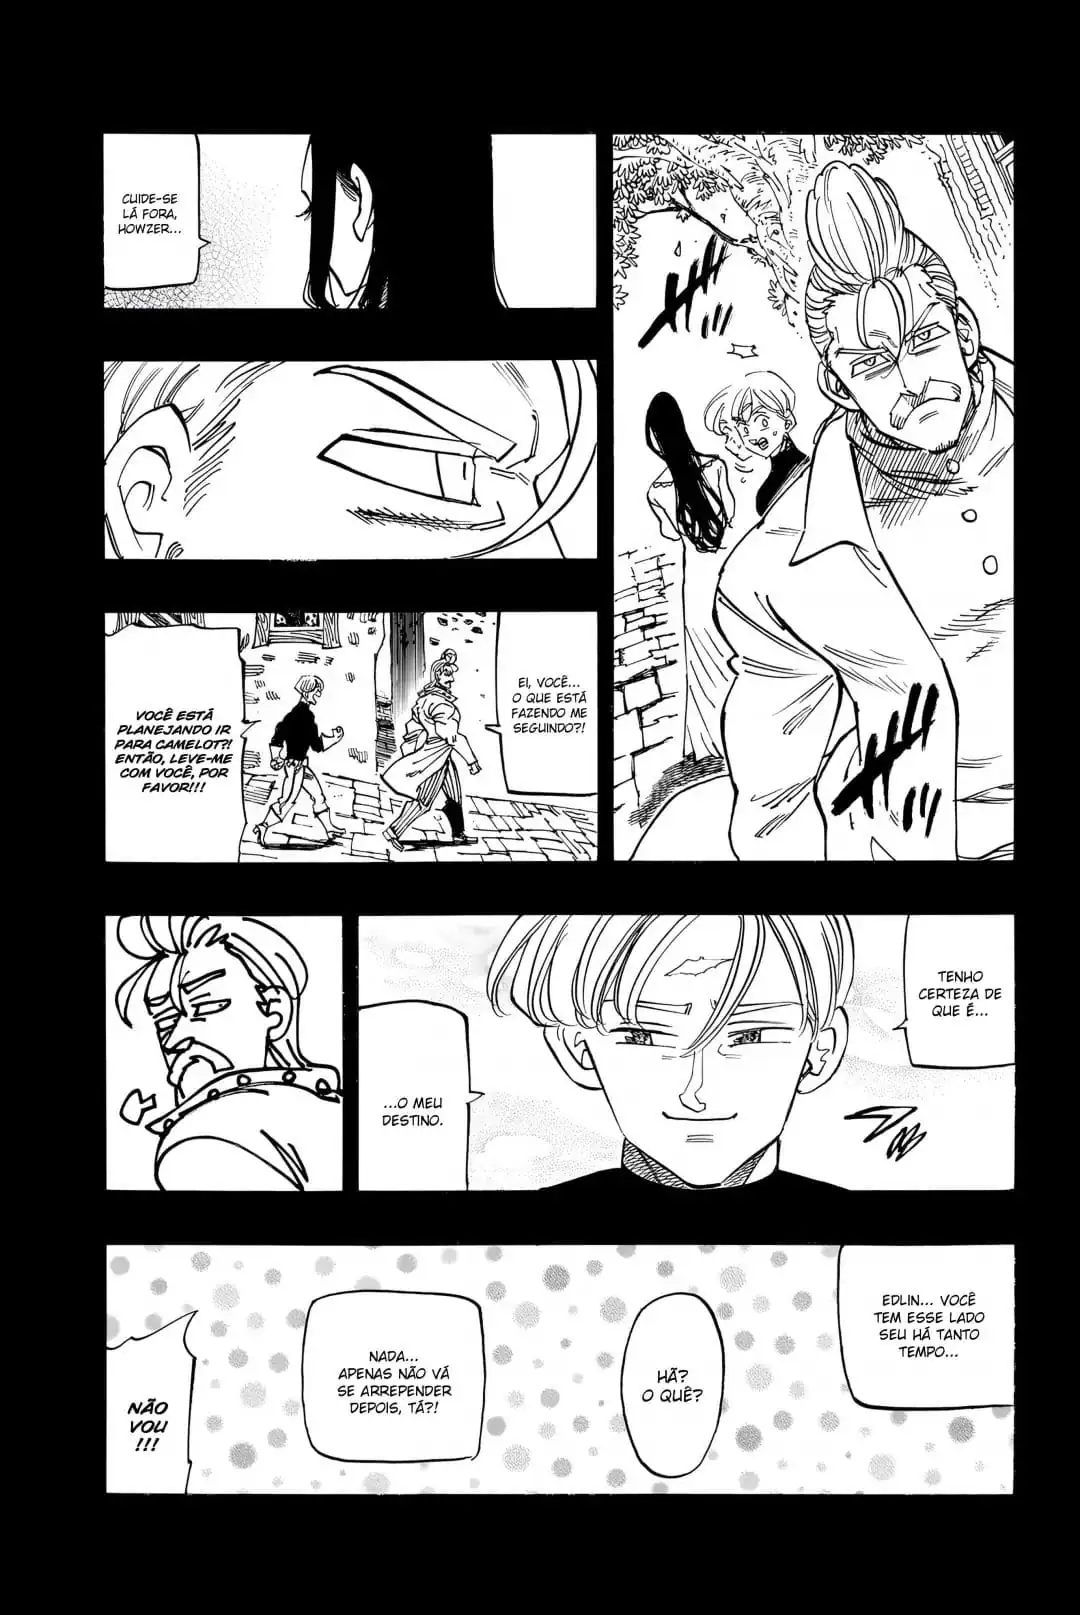 CUIDE-SE
LÁ FORA,
HOWZER...
EI, VOCÊ...
O QUE ESTÁ
FAZENDO ME
SEGUINDO?!
VOCÊ ESTÁ
PLANEJANDO IR
PARA CAMELOT?!
ENTÃO, LEVE-ME
COM VOCÊ, POR
FAVOR!!!
TENHO
CERTEZA DE
QUE É...
...O MEU
DESTINO.
EDLIN... VOCÊ
TEM ESSE LADO
SEU HÁ TANTO
TEMPO...
HÃ?
O QUÊ?
NADA...
APENAS NÃO VÁ
SE ARREPENDER
DEPOIS, TÁ?!
NÃO
VOU
!!!